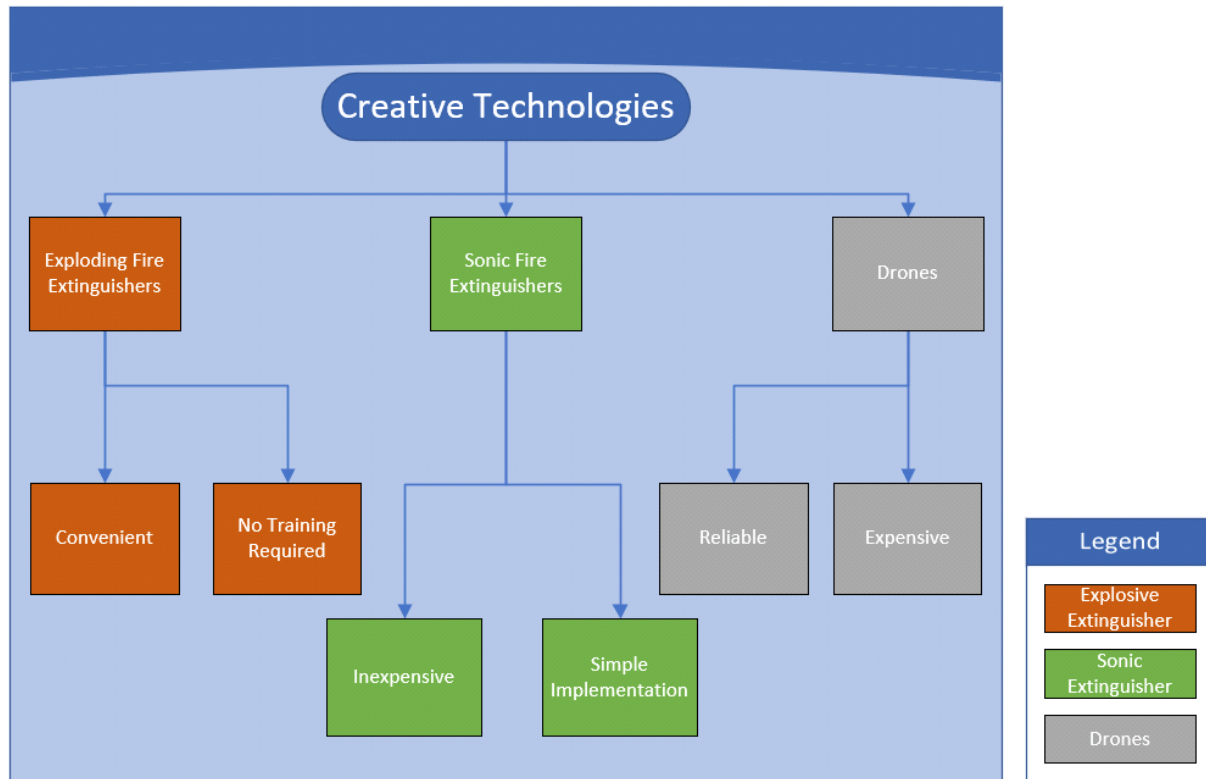 Creative Technologies
Exploding Fire
Extinguishers
Sonic Fire
Extinguishers
Drones
Convenient
No Training
Required
Reliable
Expensive
Inexpensive
Simple
Implementation
Legend
Explosive
Extinguisher
Sonic
Extinguisher
Drones